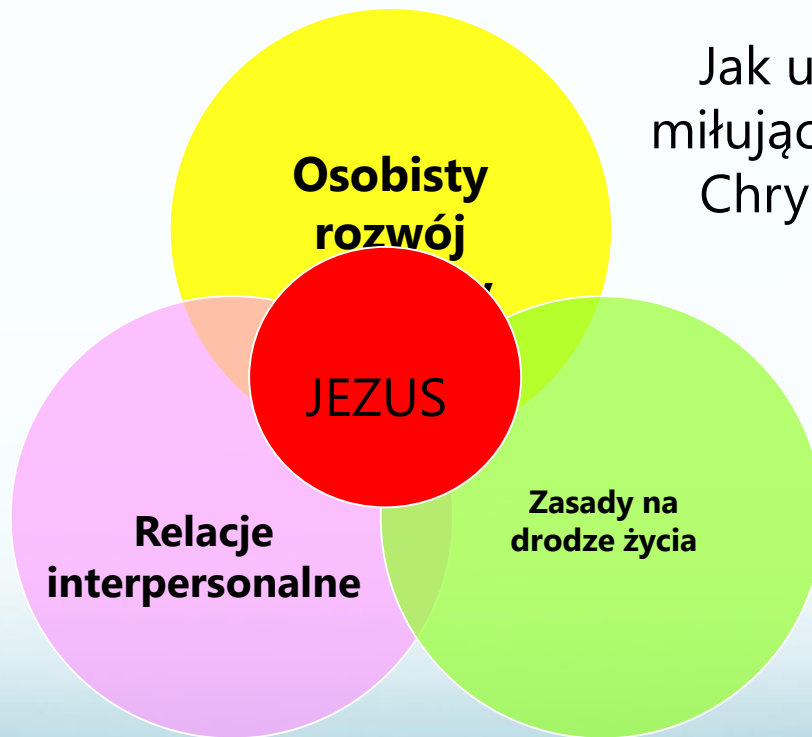 Jak u
miłując
Chry
Osobisty
rozwój
JEZUS
Relacje
interpersonalne
Zasady na
drodze życia